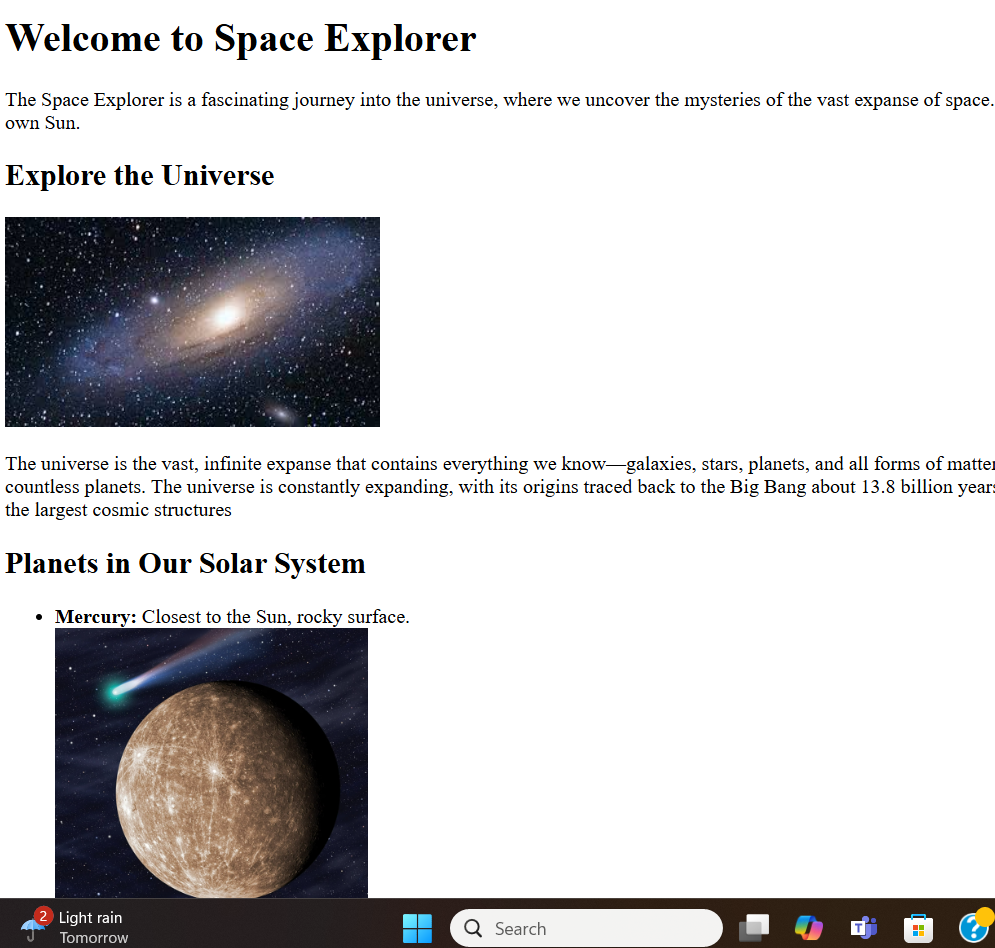 Welcome to Space Explorer
The Space Explorer is a fascinating journey into the universe, where we uncover the mysteries of the vast expanse of space.
own Sun.
Explore the Universe
The universe is the vast, infinite expanse that contains everything we know—galaxies, stars, planets, and all forms of matter
countless planets. The universe is constantly expanding, with its origins traced back to the Big Bang about 13.8 billion years
the largest cosmic structures
Planets in Our Solar System
• Mercury: Closest to the Sun, rocky surface.
2
Light rain
Tomorrow
Search
T
?